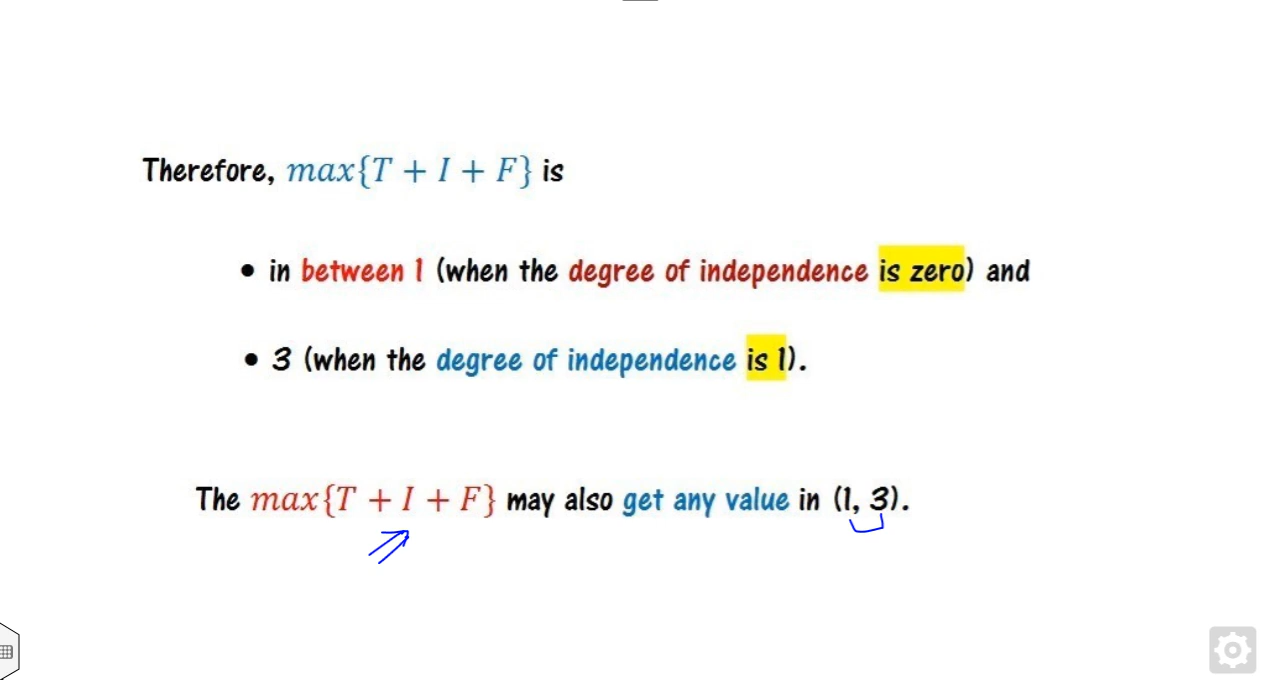 Therefore, max{T + I + F} is
• in between 1 (when the degree of independence is zero) and
• 3 (when the degree of independence is 1).
The max{T + I + F} may also get any value in (1, 3).